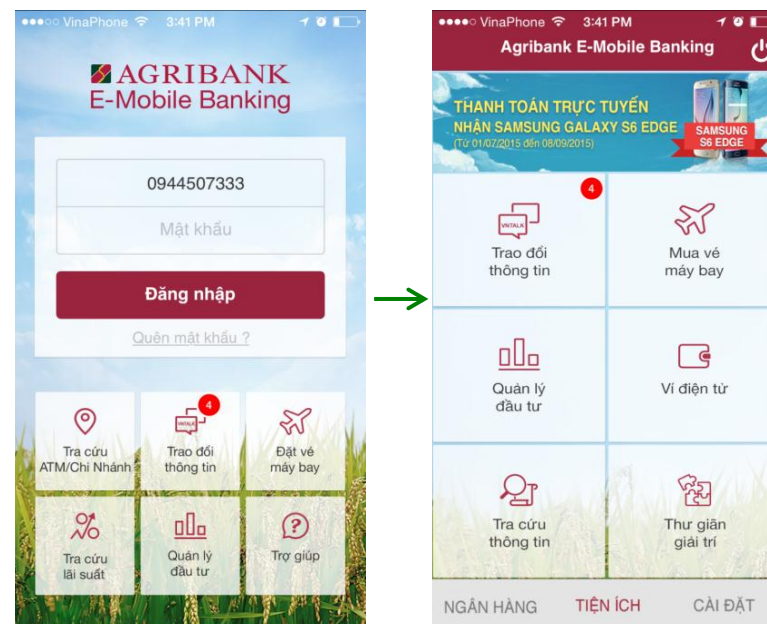 VinaPhone 3:41 PM
AGRIBANK
E-Mobile Banking
0944507333
Mật khẩu
Đăng nhập
Quên mật khẩu ?
Tra cứu
ATM/Chi Nhánh
VNTALK
4
Trao đổi
thông tin
Đặt vé
máy bay
Tra cứu
lãi suất
Quản lý
đầu tư
Trợ giúp
VinaPhone 3:41 PM
Agribank E-Mobile Banking
THANH TOÁN TRỰC TUYẾN
NHẬN SAMSUNG GALAXY S6 EDGE
(Từ 01/07/2015 đến 08/09/2015)
SAMSUNG
S6 EDGE
4
VNTALK
Trao đổi
thông tin
Mua vé
máy bay
Quản lý
đầu tư
Ví điện tử
Tra cứu
thông tin
Thư giãn
giải trí
NGÂN HÀNG TIỆN ÍCH CÀI ĐẶT